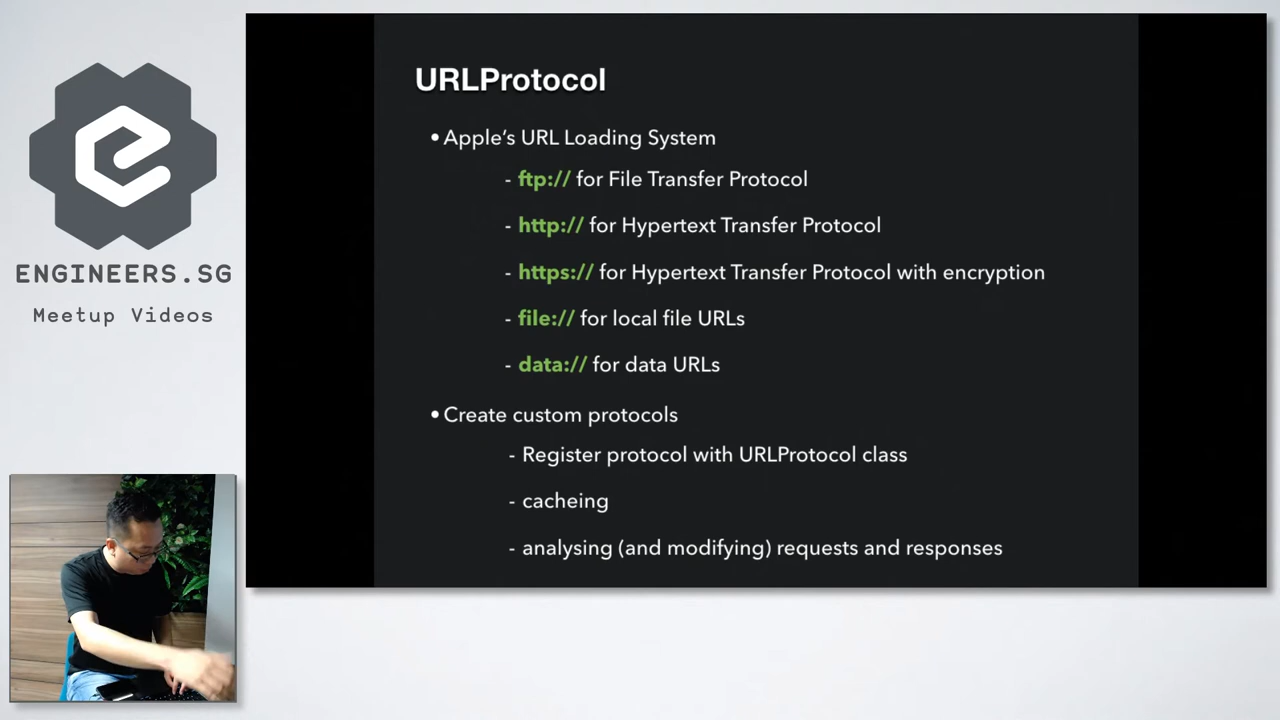 ENGINEERS.SG
Meetup Videos
URLProtocol
• Apple’s URL Loading System
- ftp:// for File Transfer Protocol
- http:// for Hypertext Transfer Protocol
- https:// for Hypertext Transfer Protocol with encryption
- file:// for local file URLs
- data:// for data URLs
• Create custom protocols
- Register protocol with URLProtocol class
- cacheing
- analysing (and modifying) requests and responses